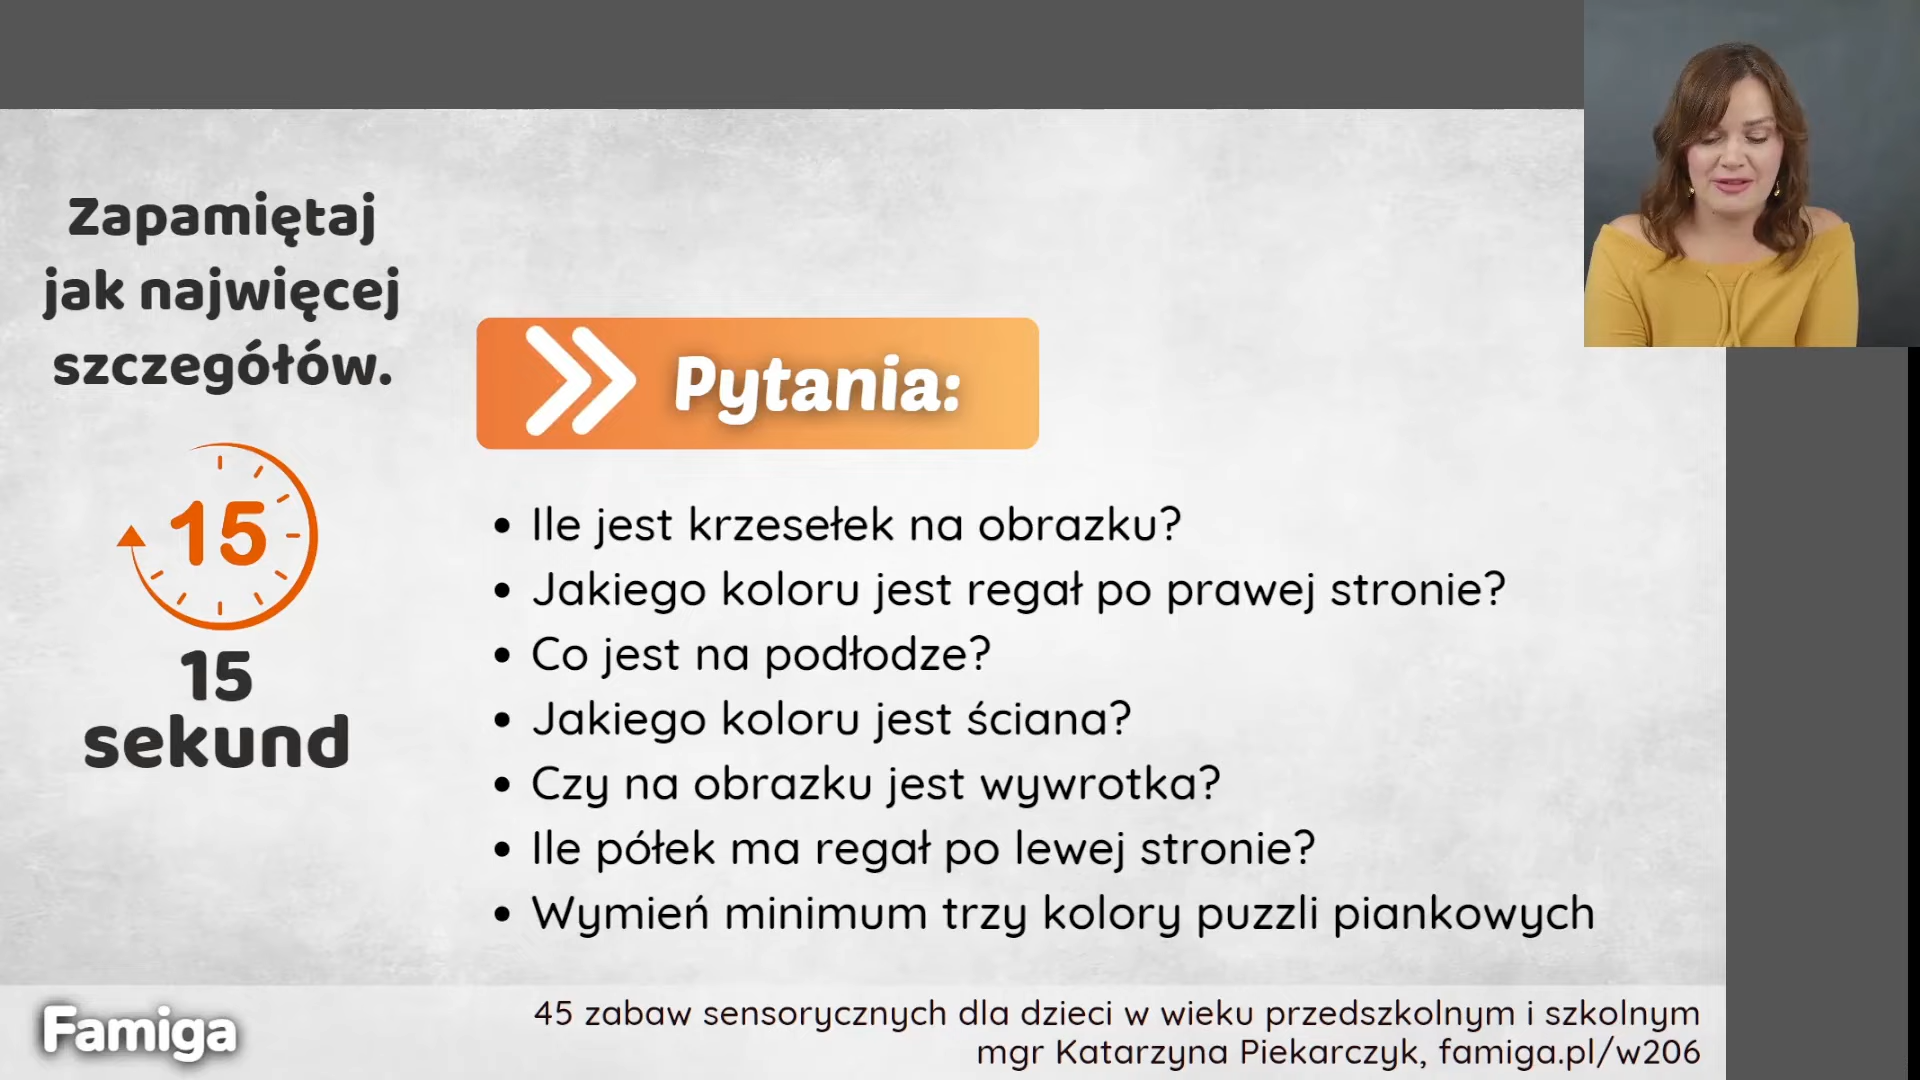 Zapamiętaj
jak najwięcej
szczegółów.
15
15
sekund
Pytania:
• Ile jest krzesełek na obrazku?
• Jakiego koloru jest regał po prawej stronie?
• Co jest na podłodze?
• Jakiego koloru jest ściana?
• Czy na obrazku jest wywrotka?
• Ile półek ma regał po lewej stronie?
• Wymień minimum trzy kolory puzzli piankowych
Famiga
45 zabaw sensorycznych dla dzieci w wieku przedszkolnym i szkolnym
mgr Katarzyna Piekarczyk, famiga.pl/w206